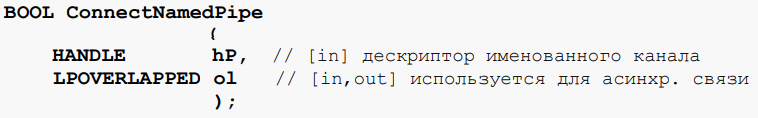 BOOL ConnectNamedPipe
(
HANDLE hP, // [in] дескриптор именованного канала
LPOVERLAPPED ol // [in,out] используется для асинхр. связи
);